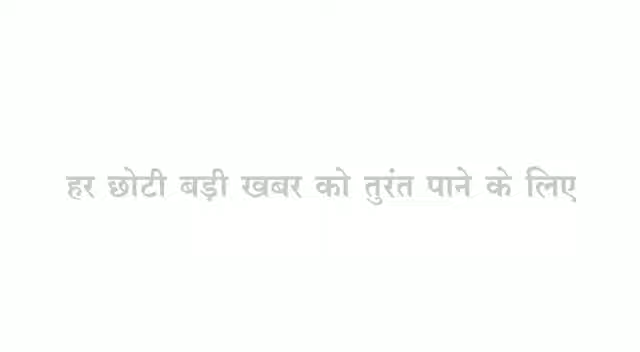 हर छोटी बड़ी खबर को तुरंत पाने के लिए